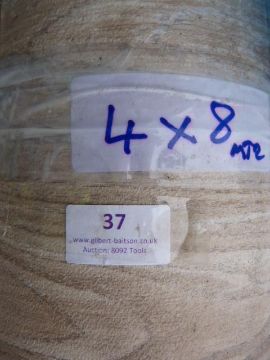 4 x 8 MTR
37
www.gilbert-baitson.co.uk
Auction: 8092 Tools